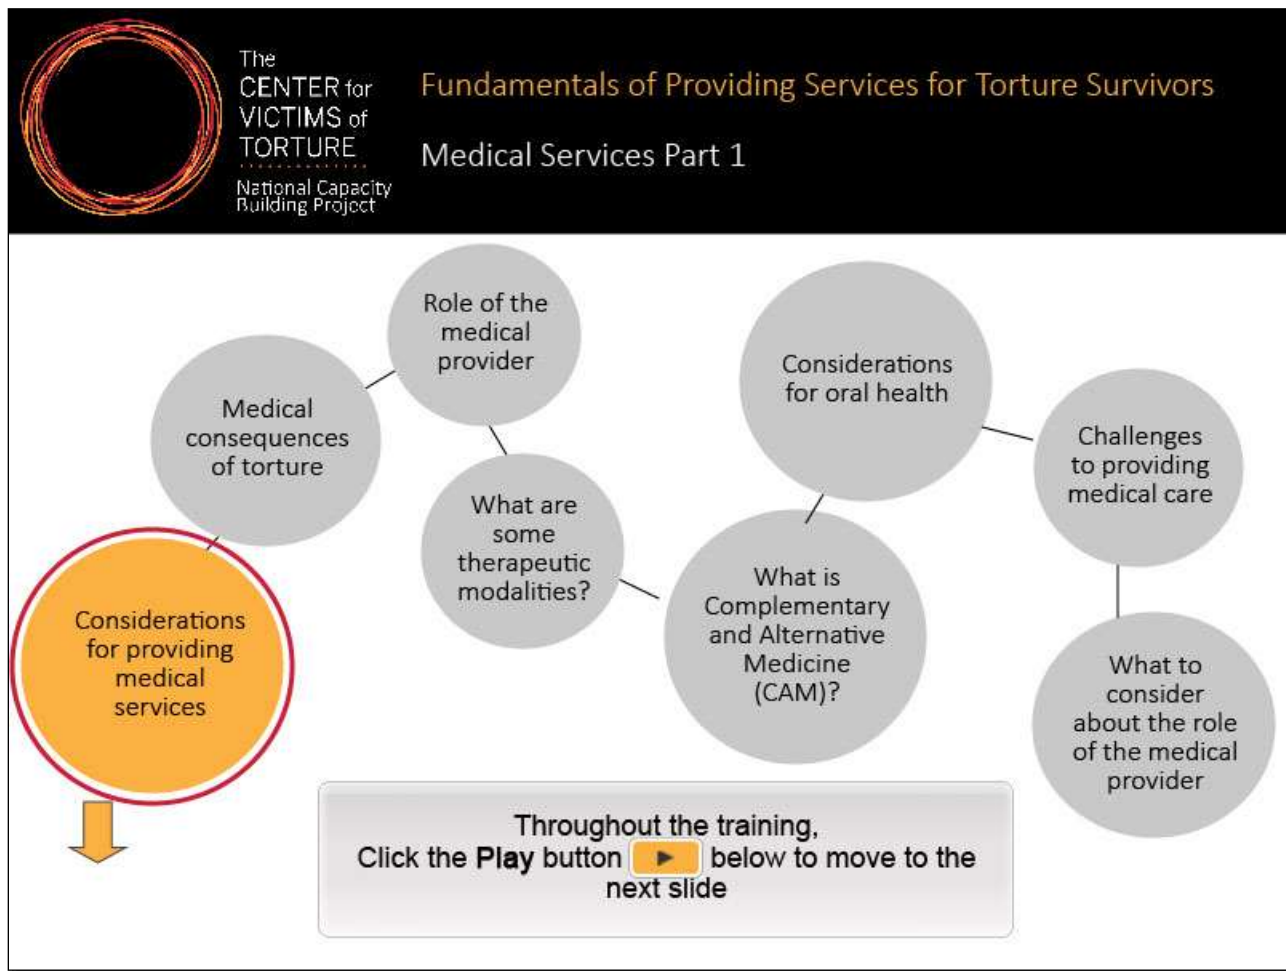 The
CENTER for
VICTIMS of
TORTURE
National Capacity
Building Project
Fundamentals of Providing Services for Torture Survivors
Medical Services Part 1
Considerations
for providing
medical
services
Medical
consequences
of torture
Role of the
medical
provider
What are
some
therapeutic
modalities?
What is
Complementary
and Alternative
Medicine
(CAM)?
Considerations
for oral health
Challenges
to providing
medical care
What to
consider
about the role
of the medical
provider
Throughout the training,
Click the Play button below to move to the
next slide